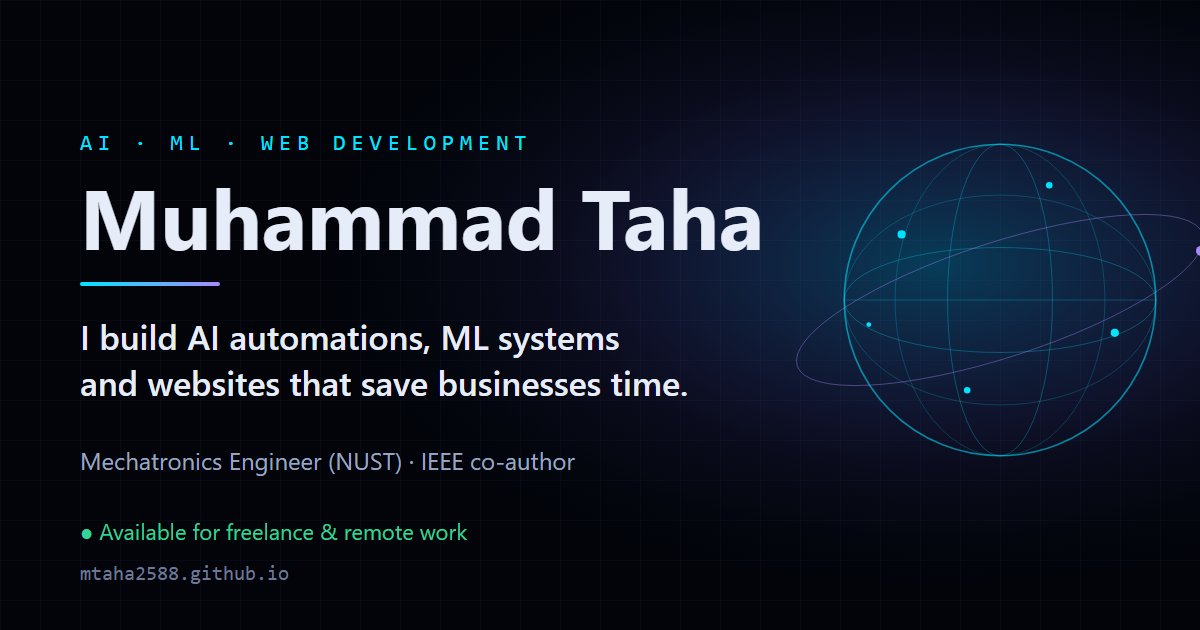 AI · ML · WEB DEVELOPMENT
Muhammad Taha
I build AI automations, ML systems
and websites that save businesses time.
Mechatronics Engineer (NUST) · IEEE co-author
● Available for freelance & remote work
mtaha2588.github.io